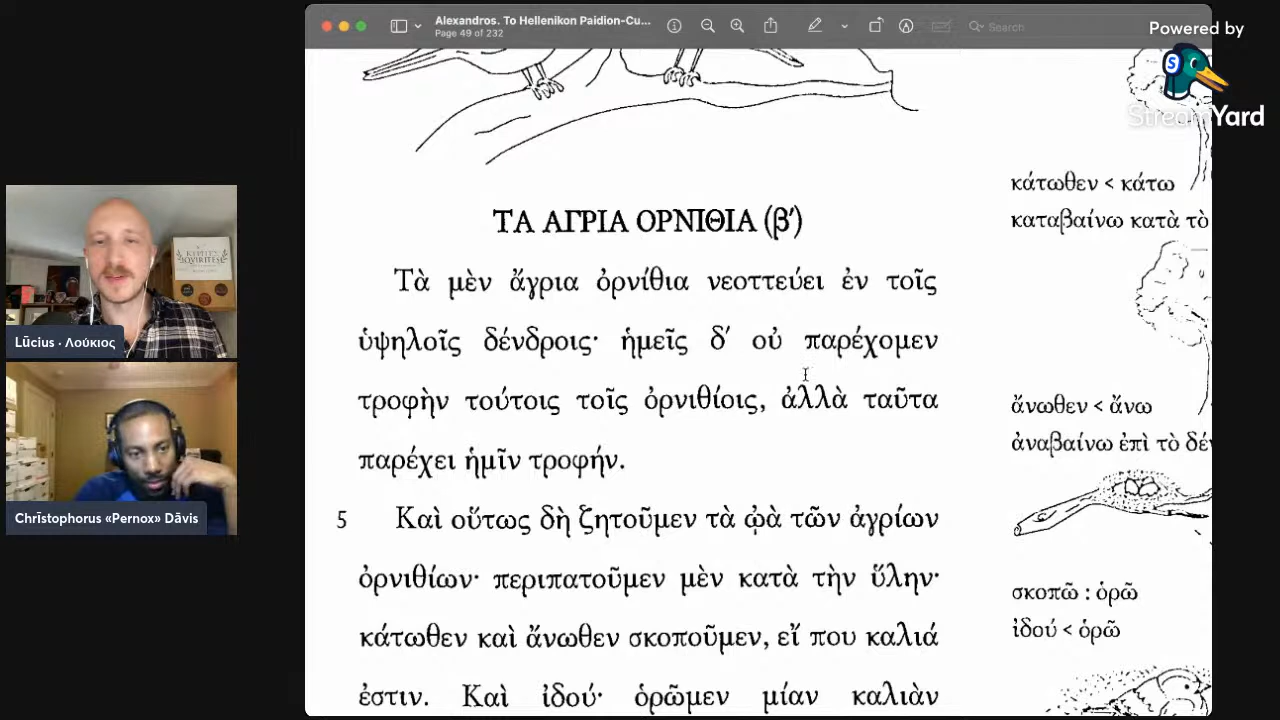 Alexandros. To Hellenikon Paidion-Cu...
Page 49 of 232
Search
Powered by
StreamYard
ΤΑ ΑΓΡΙΑ ΟΡΝΙΘΙΑ (β′)
Τὰ μὲν ἄγρια ὀρνίθια νεοττεύει ἐν τοῖς
ὑψηλοῖς δένδροις· ἡμεῖς δ' οὐ παρέχομεν
τροφὴν τούτοις τοῖς ὀρνιθίοις, ἀλλὰ ταῦτα
παρέχει ἡμῖν τροφήν.
5 Καὶ οὕτως δὴ ζητοῦμεν τὰ ᾠὰ τῶν ἀγρίων
ὀρνιθίων· περιπατοῦμεν μὲν κατὰ τὴν ὕλην·
κάτωθεν καὶ ἄνωθεν σκοποῦμεν, εἴ που καλιά
ἐστιν. Καὶ ἰδού· ὁρῶμεν μίαν καλιὰν
κάτωθεν < κάτω
καταβαίνω κατὰ τὸ
ἄνωθεν < ἄνω
ἀναβαίνω ἐπὶ τὸ
σκοπῶ : ὁρῶ
ἰδού < ὁρῶ
Lūcius · Λούκιος
Chrīstophorus «Pernox» Dāvis